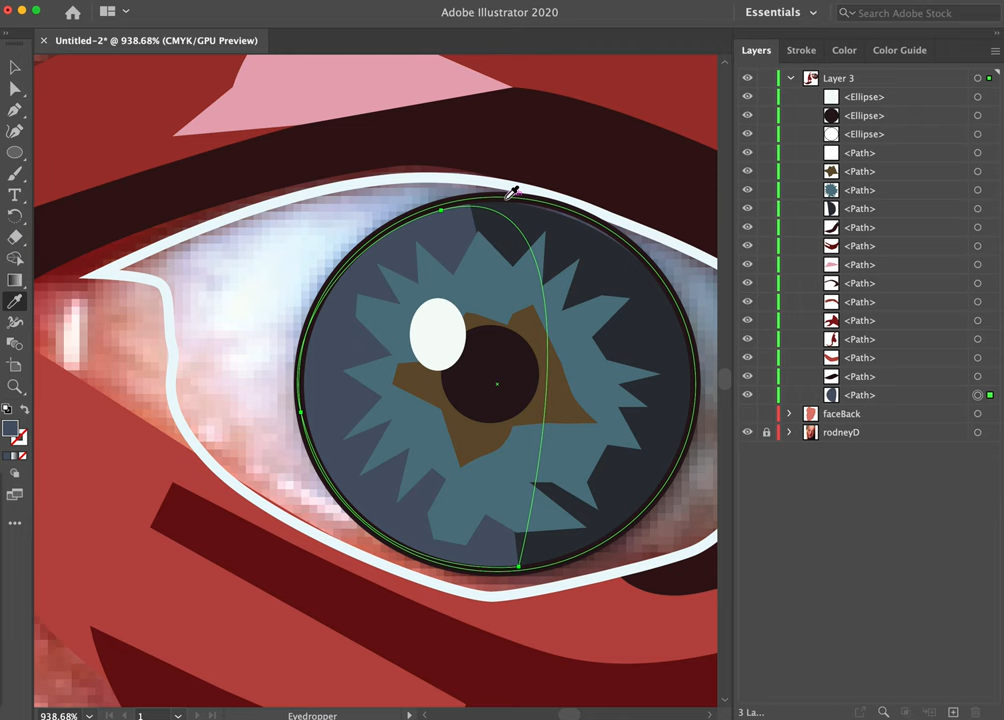 Adobe Illustrator 2020
Essentials
Search Adobe Stock
Untitled-2* @ 938.68% (CMYK/GPU Preview)
Layers
Stroke
Color
Color Guide
Layer 3
<Ellipse>
<Ellipse>
<Ellipse>
<Path>
<Path>
<Path>
<Path>
<Path>
<Path>
<Path>
<Path>
<Path>
<Path>
<Path>
<Path>
<Path>
<Path>
faceBack
rodneyD
938.68%
1
Eyedropper
3 La...